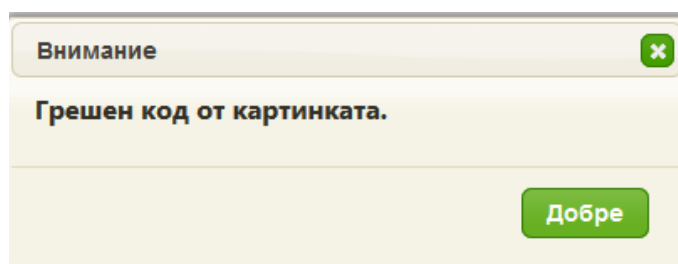 Внимание
Грешен код от картинката.
Добре